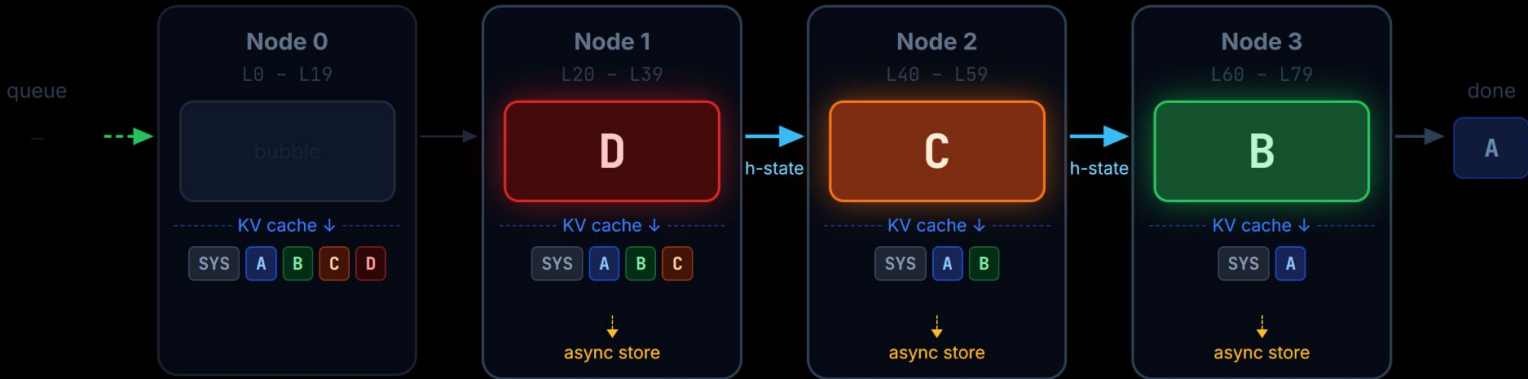 queue
–
Node 0
L0 – L19
bubble
KV cache ↓
SYS A B C D
Node 1
L20 – L39
D
KV cache ↓
SYS A B C
async store
h-state
Node 2
L40 – L59
C
KV cache ↓
SYS A B
async store
h-state
Node 3
L60 – L79
B
KV cache ↓
SYS A
async store
done
A